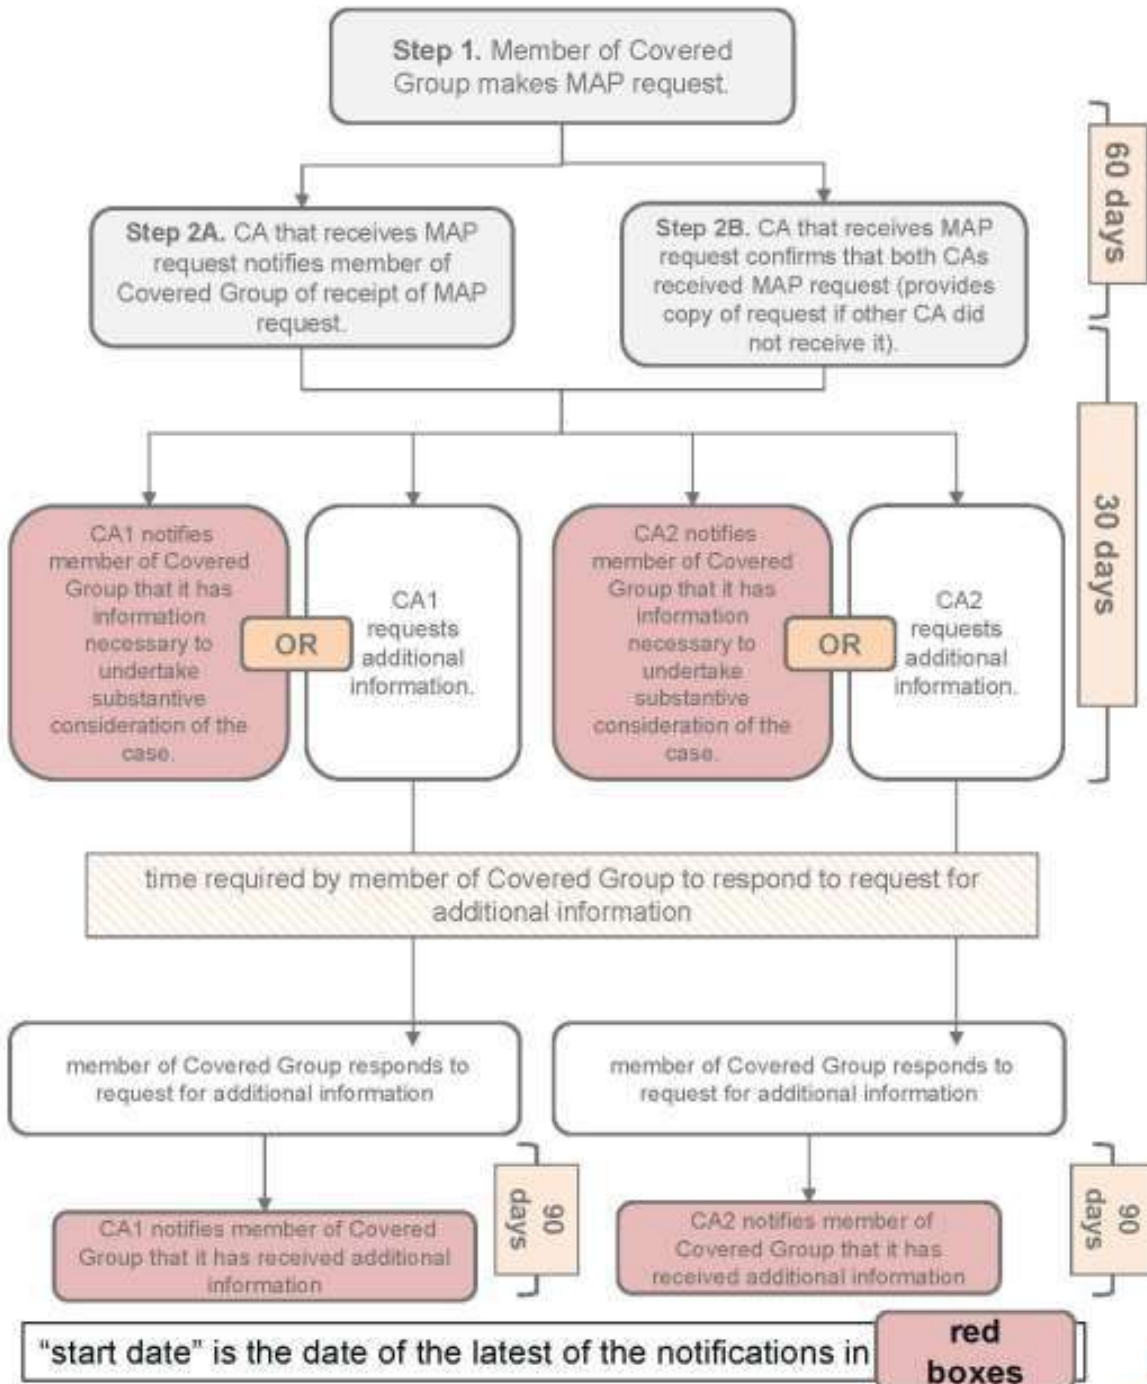 Step 1. Member of Covered
Group makes MAP request.
60 days
Step 2A. CA that receives MAP
request notifies member of
Covered Group of receipt of MAP
request.
Step 2B. CA that receives MAP
request confirms that both CAs
received MAP request (provides
copy of request if other CA did
not receive it).
30 days
CA1 notifies
member of Covered
Group that it has
information
necessary to
undertake
substantive
consideration of the
case.
OR
CA1
requests
additional
information.
CA2 notifies
member of Covered
Group that it has
information
necessary to
undertake
substantive
consideration of the
case.
OR
CA2
requests
additional
information.
time required by member of Covered Group to respond to request for
additional information
member of Covered Group responds to
request for additional information
member of Covered Group responds to
request for additional information
CA1 notifies member of Covered
Group that it has received additional
information
90
days
CA2 notifies member of
Covered Group that it has
received additional information
90
days
“start date” is the date of the latest of the notifications in
red
boxes